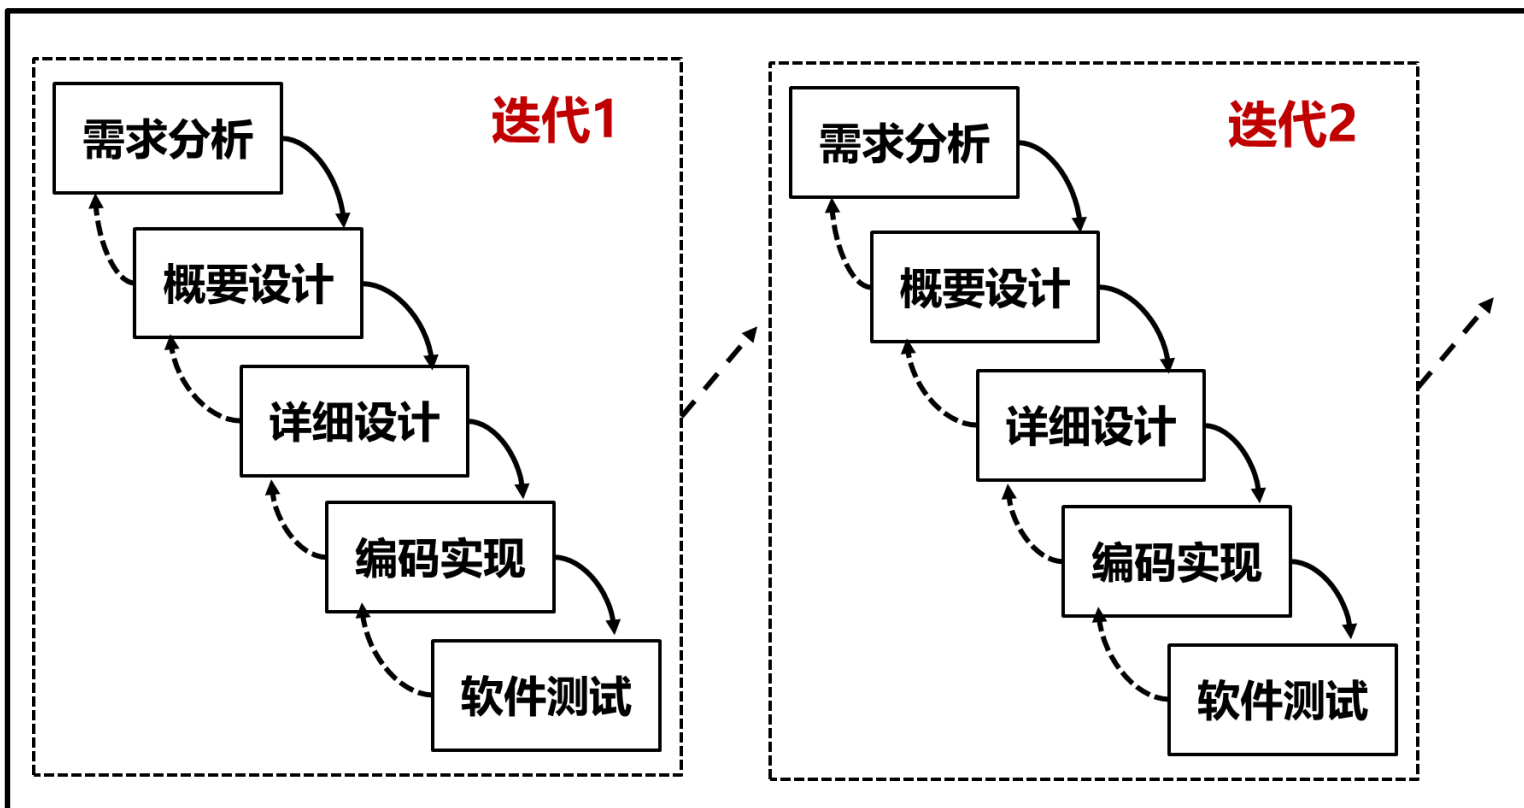 迭代1
需求分析
概要设计
详细设计
编码实现
软件测试
迭代2
需求分析
概要设计
详细设计
编码实现
软件测试